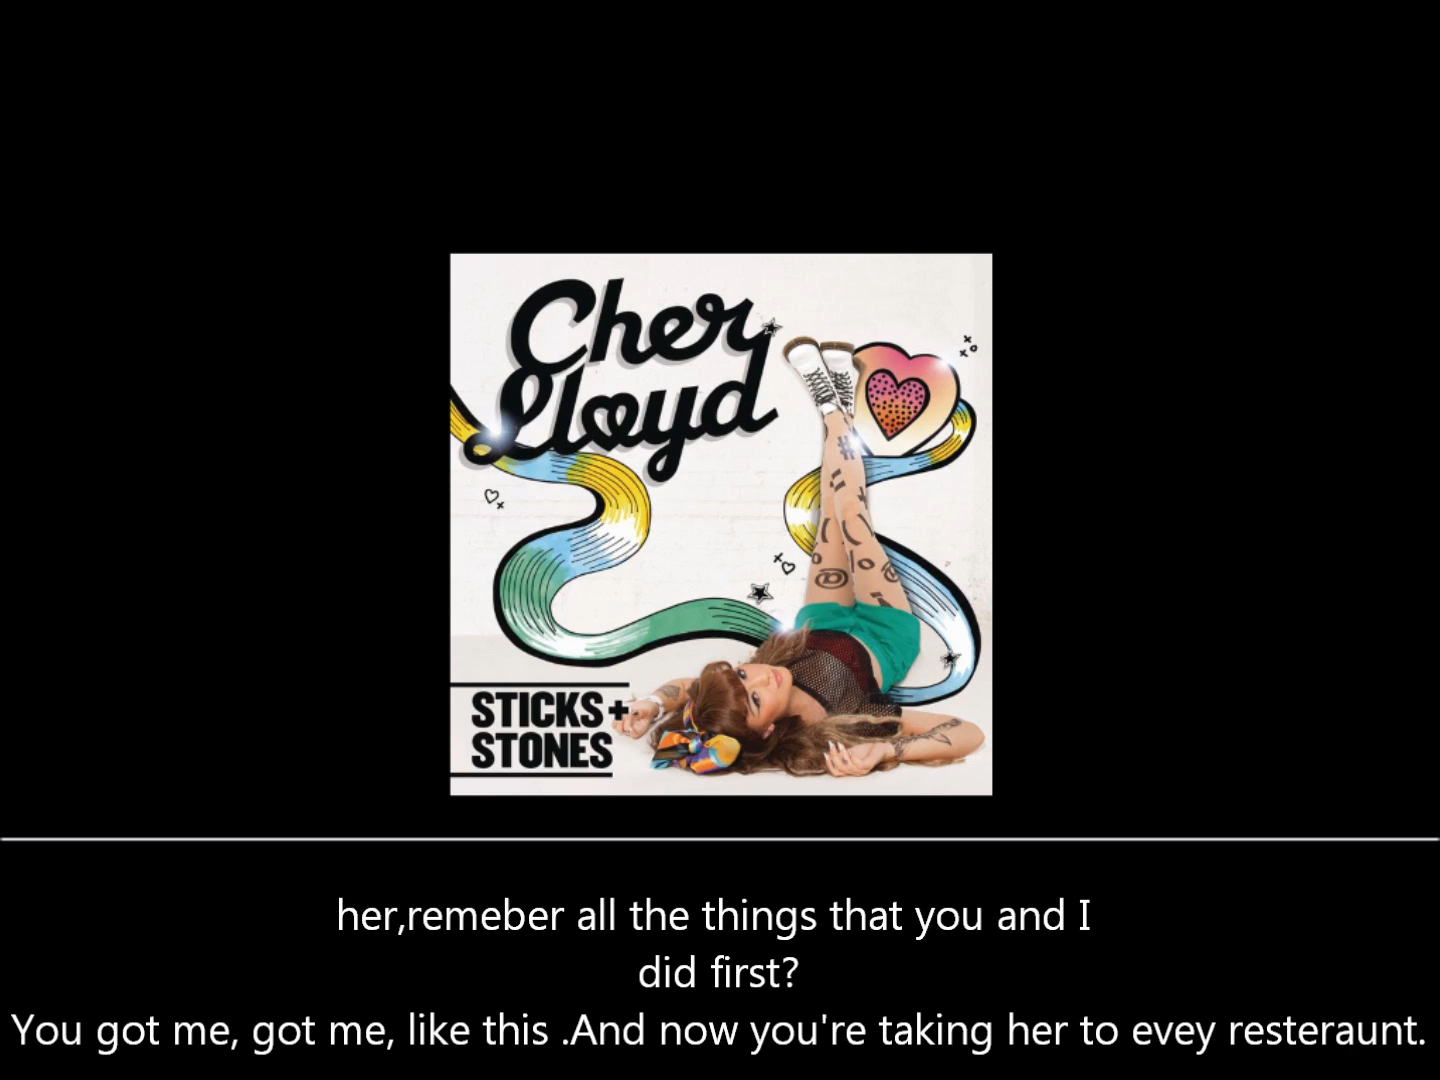 Cher
Lloyd
STICKS+
STONES
her,remeber all the things that you and I
did first?
You got me, got me, like this .And now you're taking her to evey resteraunt.